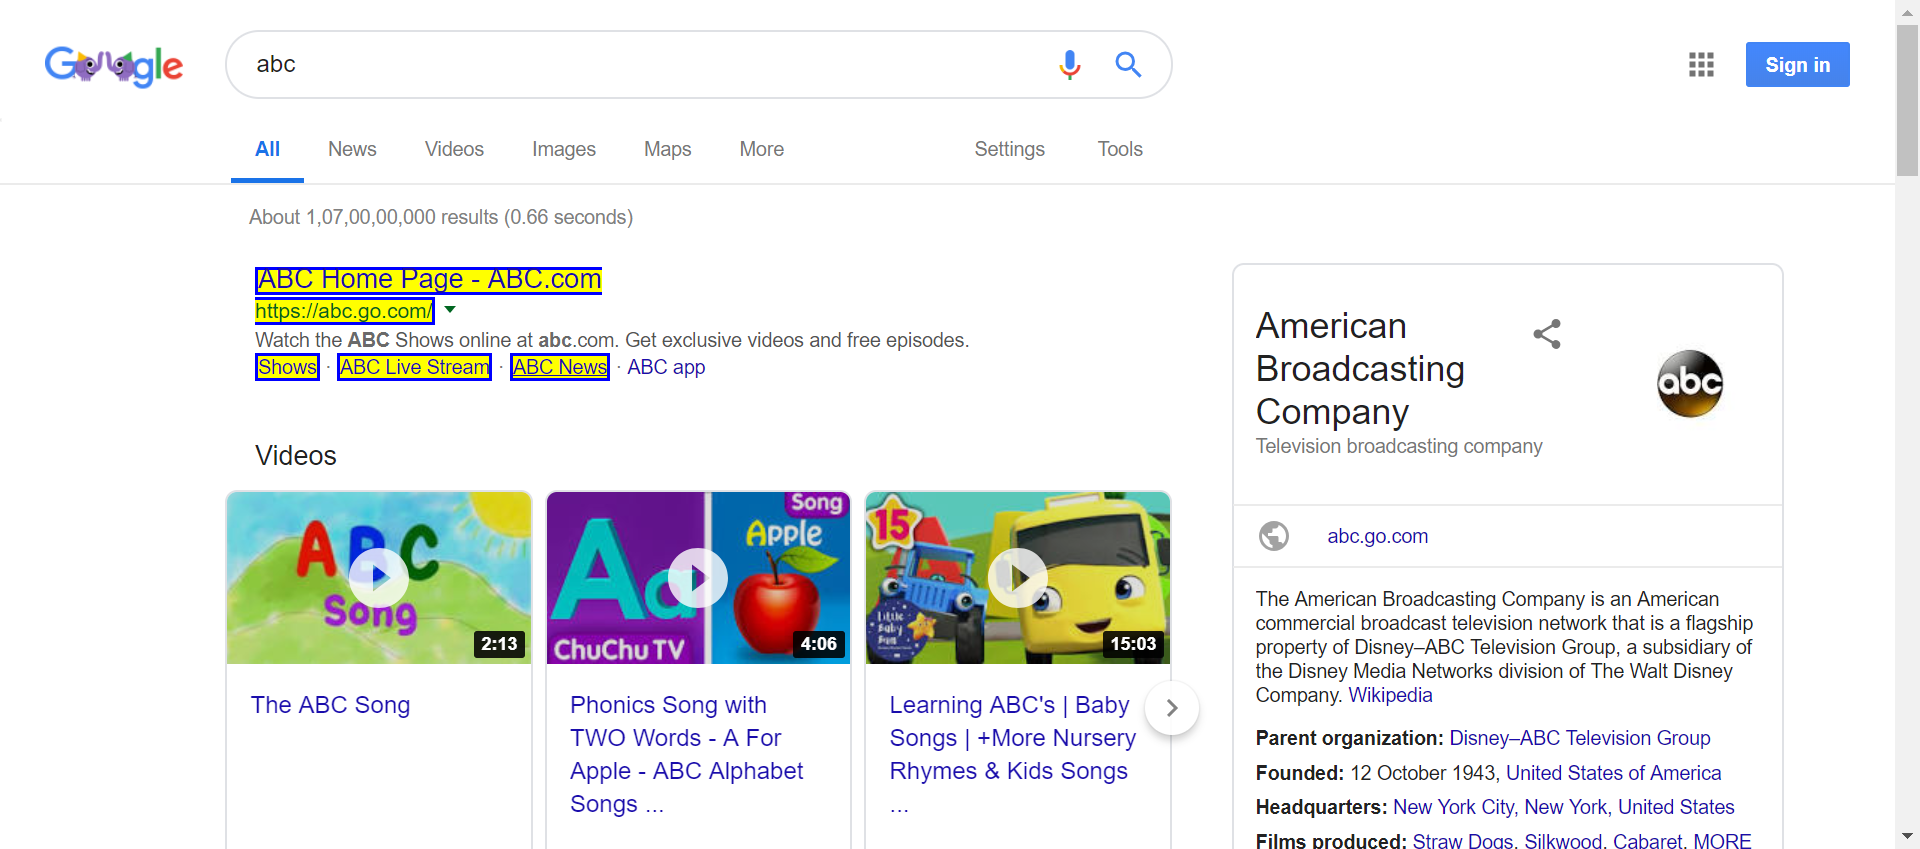 Google
abc
Sign in
All News Videos Images Maps More Settings Tools
About 1,07,00,00,000 results (0.66 seconds)
ABC Home Page - ABC.com
https://abc.go.com/
Watch the ABC Shows online at abc.com. Get exclusive videos and free episodes.
Shows · ABC Live Stream · ABC News · ABC app
Videos
ABC
Song
2:13
The ABC Song
Song
Apple
Aa
ChuChu TV
4:06
Phonics Song with
TWO Words - A For
Apple - ABC Alphabet
Songs ...
15
Little
Baby
Bum
15:03
Learning ABC's | Baby
Songs | +More Nursery
Rhymes & Kids Songs
...
American
Broadcasting
Company
Television broadcasting company
abc
abc.go.com
The American Broadcasting Company is an American
commercial broadcast television network that is a flagship
property of Disney–ABC Television Group, a subsidiary of
the Disney Media Networks division of The Walt Disney
Company. Wikipedia
Parent organization: Disney–ABC Television Group
Founded: 12 October 1943, United States of America
Headquarters: New York City, New York, United States
Films produced: Straw Dogs, Silkwood, Cabaret, MORE